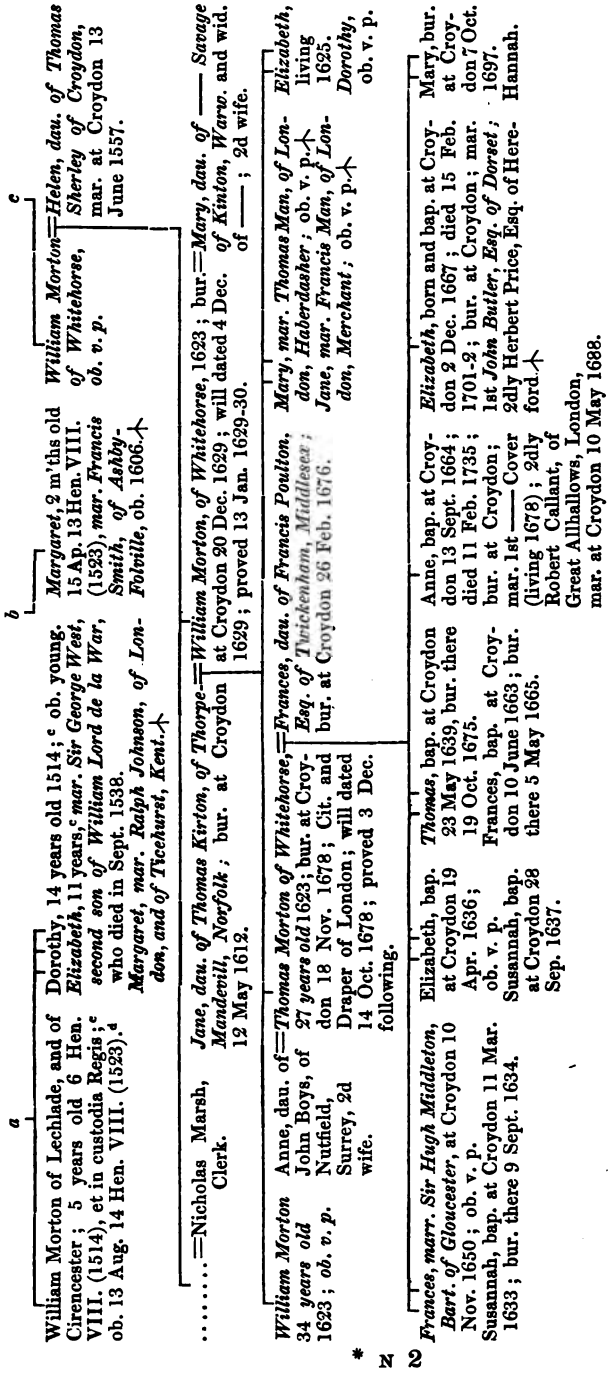 a
b
c
William Morton of Lechlade, and of
Cirencester; 5 years old 6 Hen.
VIII. (1514), et in custodia Regis;c
ob. 13 Aug. 14 Hen. VIII. (1523).d
Dorothy, 14 years old 1514;c ob. young.
Elizabeth, 11 years,c mar. Sir George West,
second son of William Lord de la War,
who died in Sept. 1538.
Margaret, mar. Ralph Johnson, of Lon-
don, and of Ticehurst, Kent.
Margaret, 2 m'ths old
15 Ap. 13 Hen. VIII.
(1523), mar. Francis
Smith, of Ashby-
Folville, ob. 1606.
William Morton
of Whitehorse,
ob. v. p.
=Helen, dau. of Thomas
Sherley of Croydon,
mar. at Croydon 13
June 1557.
........=Nicholas Marsh,
Clerk.
Jane, dau. of Thomas Kirton, of Thorpe-
Mandevill, Norfolk; bur. at Croydon
12 May 1612.
=William Morton, of Whitehorse, 1623; bur.
at Croydon 20 Dec. 1629; will dated 4 Dec.
1629; proved 13 Jan. 1629-30.
=Mary, dau. of —— Savage
of Kinton, Warw. and wid.
of ——; 2d wife.
William Morton
34 years old
1623; ob. v. p.
Anne, dau. of
John Boys, of
Nutfield,
Surrey, 2d
wife.
=Thomas Morton of Whitehorse,
27 years old 1623; bur. at Croy-
don 18 Nov. 1678; Cit. and
Draper of London; will dated
14 Oct. 1678; proved 3 Dec.
following.
=Frances, dau. of Francis Poulton,
Esq. of Twickenham, Middlesex;
bur. at Croydon 26 Feb. 1676.
Mary, mar. Thomas Man, of Lon-
don, Haberdasher; ob. v. p.
Jane, mar. Francis Man, of Lon-
don, Merchant; ob. v. p.
Elizabeth,
living
1625.
Dorothy,
ob. v. p.
Frances, marr. Sir Hugh Middleton,
Bart. of Gloucester, at Croydon 10
Nov. 1650; ob. v. p.
Susannah, bap. at Croydon 11 Mar.
1633; bur. there 9 Sept. 1634.
Elizabeth, bap.
at Croydon 19
Apr. 1636;
ob. v. p.
Susannah, bap.
at Croydon 28
Sep. 1637.
Thomas, bap. at Croydon
23 May 1639, bur. there
19 Oct. 1675.
Frances, bap. at Croy-
don 10 June 1663; bur.
there 5 May 1665.
Anne, bap. at Croy-
don 13 Sept. 1664;
died 11 Feb. 1735;
bur. at Croydon;
mar. 1st —— Cover
(living 1678); 2dly
Robert Callant, of
Great Allhallows, London,
mar. at Croydon 10 May 1688.
Elizabeth, born and bap. at Croy-
don 2 Dec. 1667; died 15 Feb.
1701-2; bur. at Croydon; mar.
1st John Butler, Esq. of Dorset;
2dly Herbert Price, Esq. of Here-
ford.
Mary, bur.
at Croy-
don 7 Oct.
1697.
Hannah.
* N 2